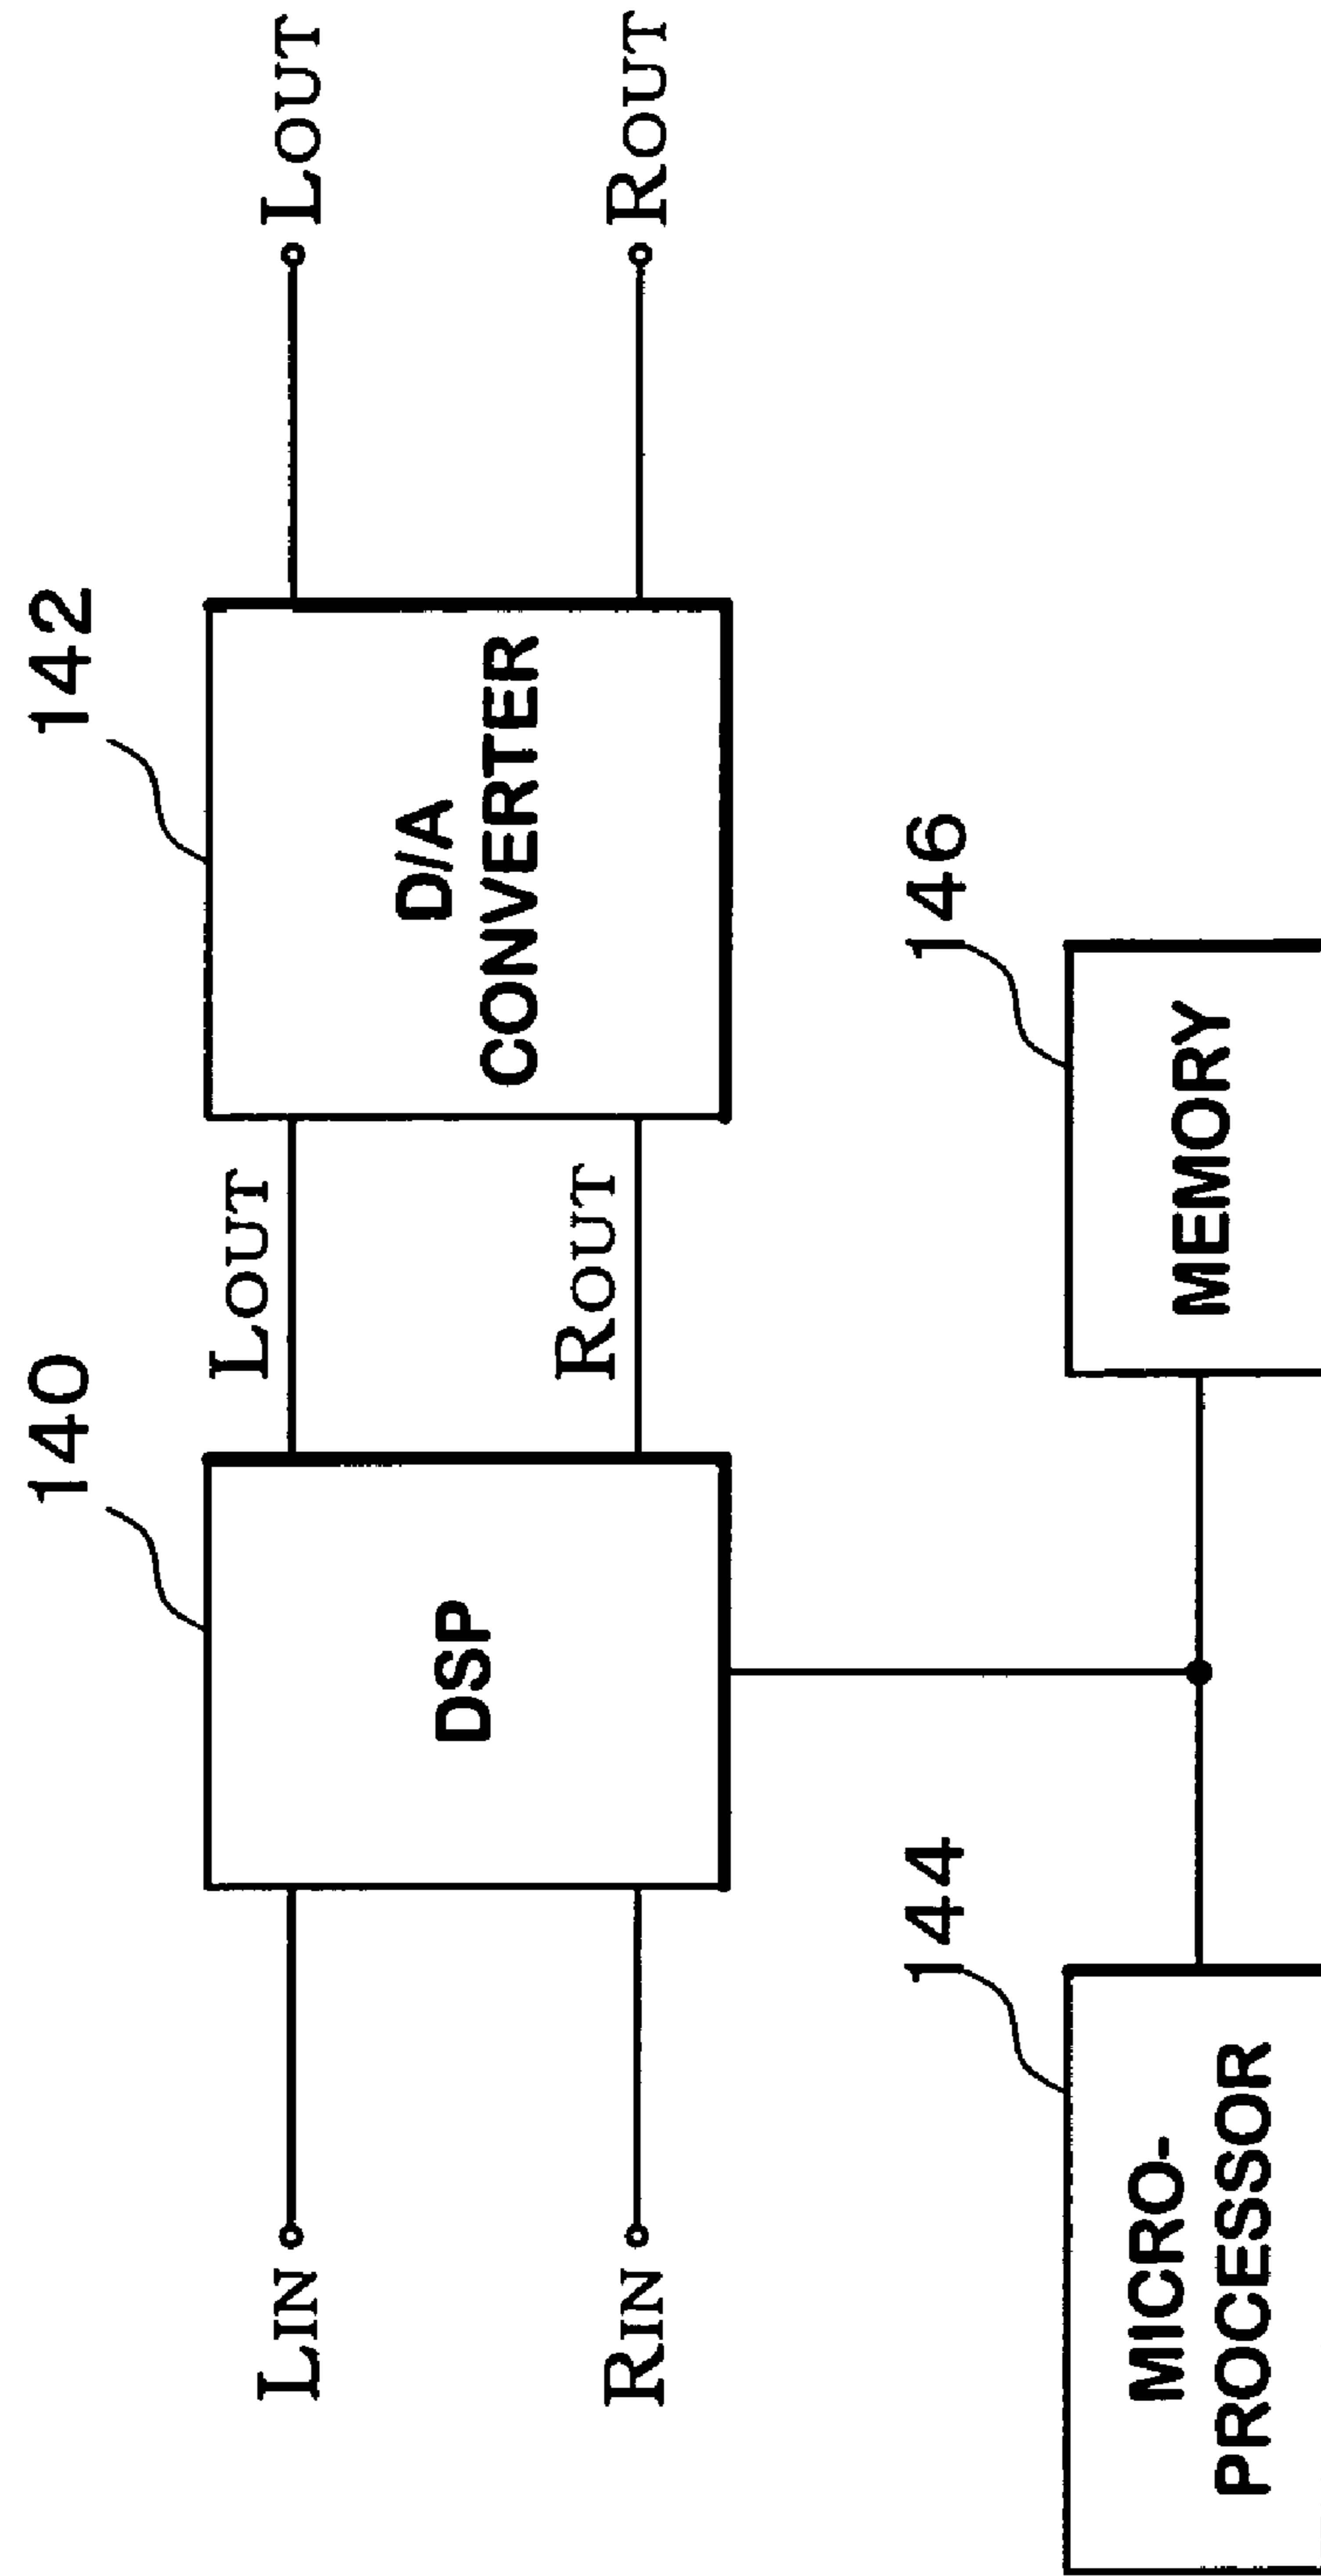 140
142
LIN
DSP
LOUT
D/A
CONVERTER
LOUT
RIN
ROUT
ROUT
144
146
MICRO-
PROCESSOR
MEMORY